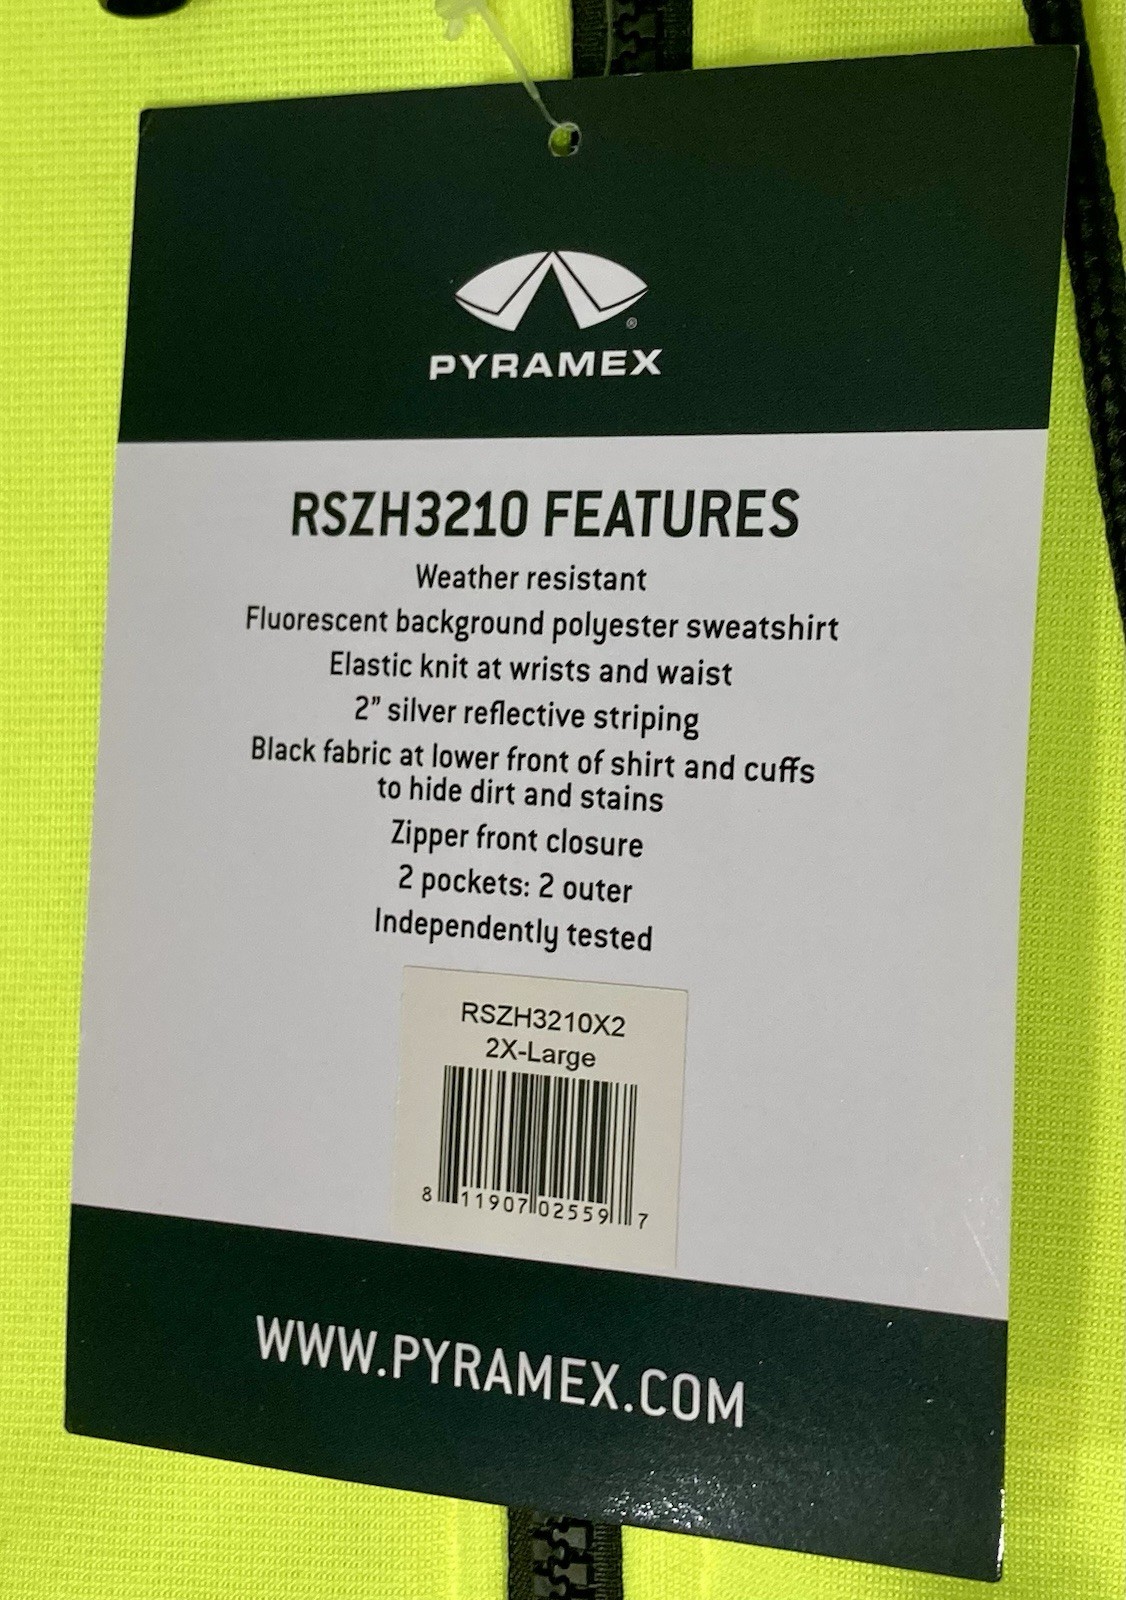 PYRAMEX
RSZH3210 FEATURES
Weather resistant
Fluorescent background polyester sweatshirt
Elastic knit at wrists and waist
2” silver reflective striping
Black fabric at lower front of shirt and cuffs
to hide dirt and stains
Zipper front closure
2 pockets: 2 outer
Independently tested
RSZH3210X2
2X-Large
8 11907 02559 7
WWW.PYRAMEX.COM